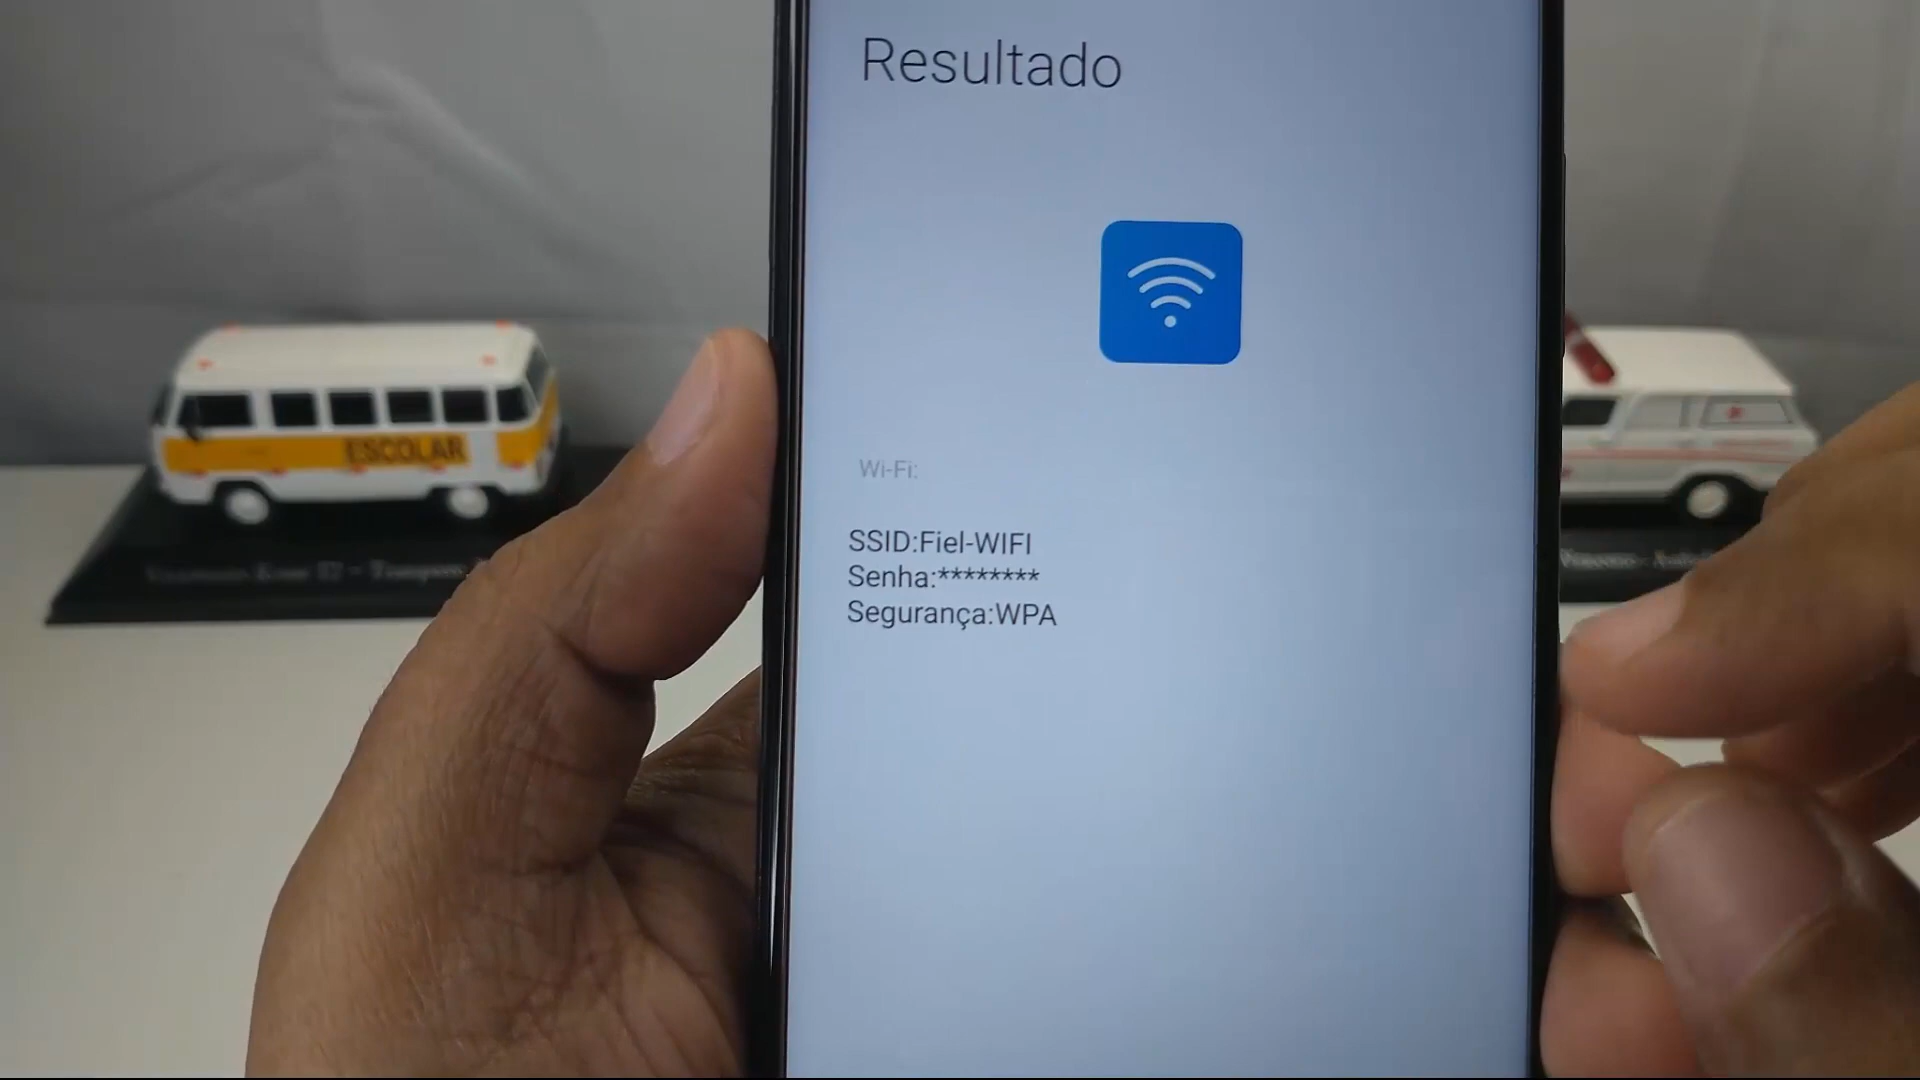 Resultado
Wi-Fi:
SSID:Fiel-WIFI
Senha:********
Segurança:WPA
ESCOLAR